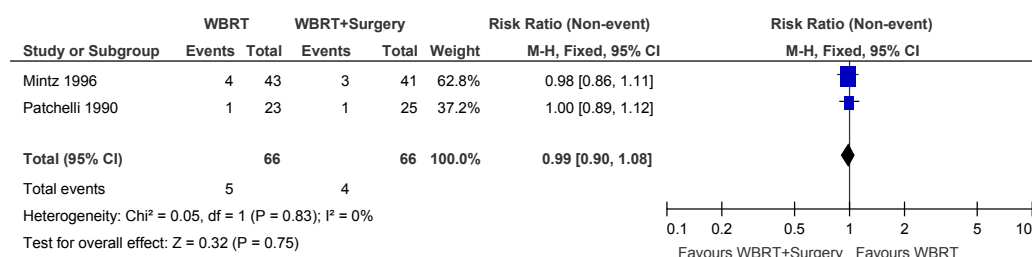 WBRT WBRT+Surgery Risk Ratio (Non-event) Risk Ratio (Non-event)
Study or Subgroup Events Total Events Total Weight M-H, Fixed, 95% CI M-H, Fixed, 95% CI
Mintz 1996 4 43 3 41 62.8% 0.98 [0.86, 1.11]
Patchelli 1990 1 23 1 25 37.2% 1.00 [0.89, 1.12]
Total (95% CI) 66 66 100.0% 0.99 [0.90, 1.08]
Total events 5 4
Heterogeneity: Chi² = 0.05, df = 1 (P = 0.83); I² = 0%
Test for overall effect: Z = 0.32 (P = 0.75)
0.1 0.2 0.5 1 2 5 10
Favours WBRT+Surgery Favours WBRT